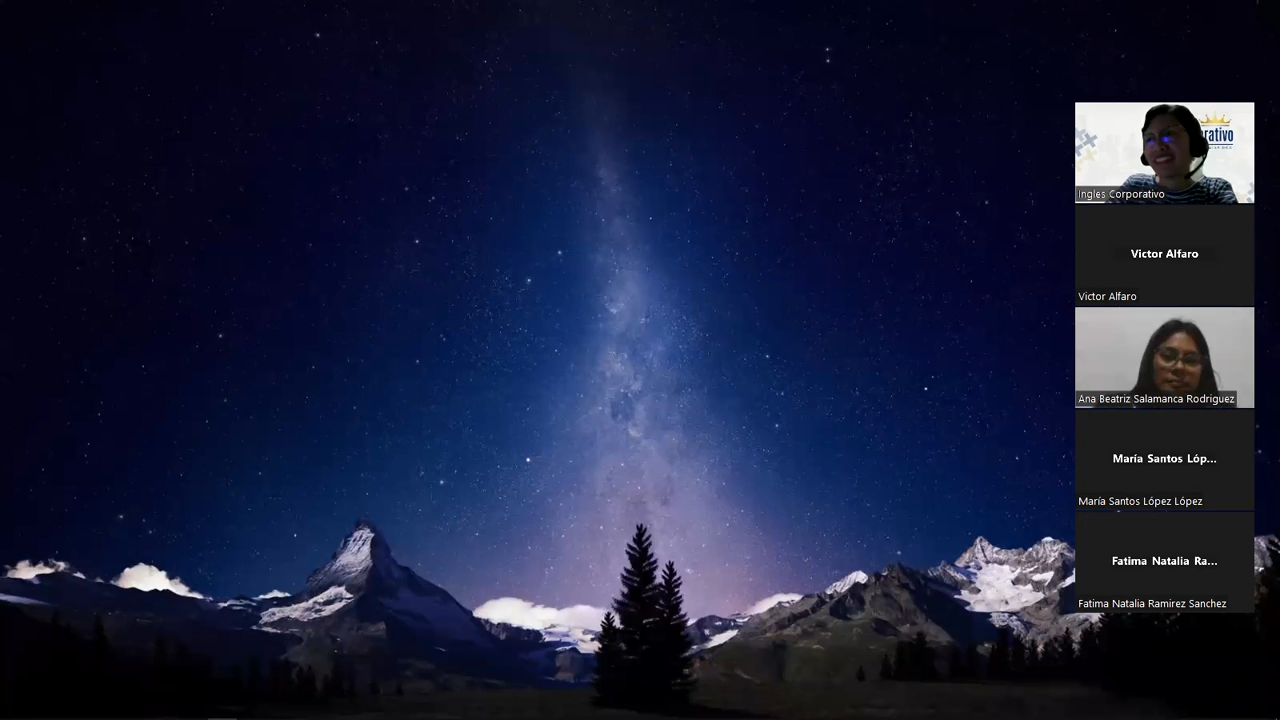 rativo
Ingles Corporativo
Victor Alfaro
Victor Alfaro
Ana Beatriz Salamanca Rodriguez
María Santos Lóp...
María Santos López López
Fatima Natalia Ra...
Fatima Natalia Ramirez Sanchez